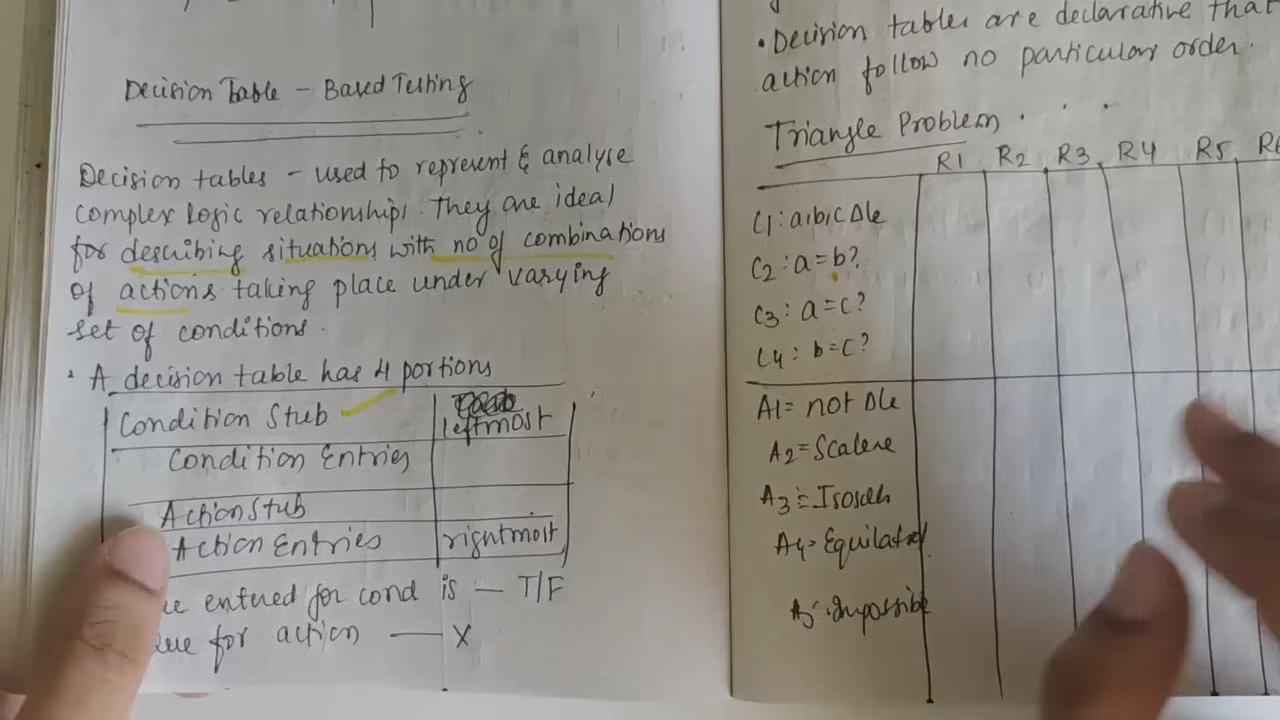 Decision Table - Based Testing
Decision tables - used to represent & analyse
complex logic relationships. They are ideal
for describing situations with no of combinations
of actions taking place under varying
set of conditions.
• A decision table has 4 portions
Condition Stub leftmost
Condition Entries
Action Stub
Action Entries rightmost
entered for cond is — T/F
for action — X
• Decision tables are declarative that
action follow no particular order.
Triangle Problem.
R1 R2 R3 R4 R5
C1: a,b,c Δle
C2: a=b?
C3: a=c?
C4: b=c?
A1= not Δle
A2= Scalene
A3= Isosceles
A4= Equilateral
A5: Impossible